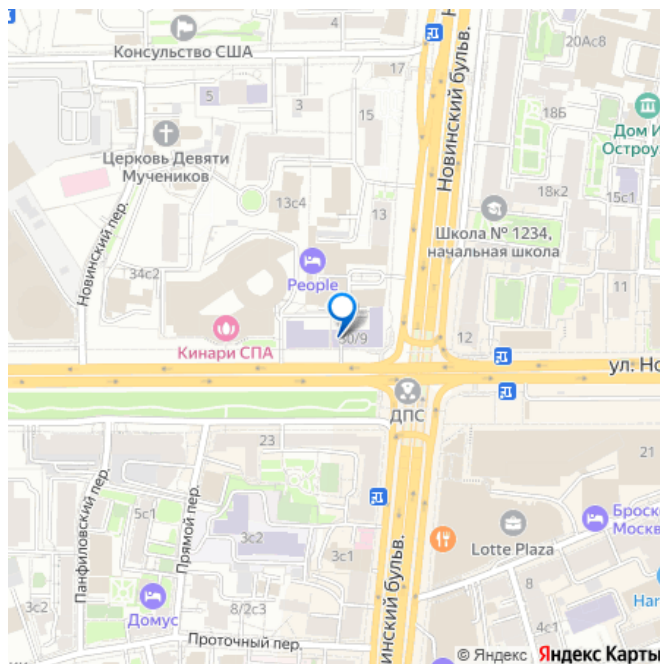 4
Консульство США
17
20Ас8
5
3
15
18Б
Новинский бульв.
Дом И
Остроу
Церковь Девяти
Мучеников
13с4
13
18к2
15с1
Новинский пер.
Школа № 1234,
начальная школа
34с2
People
11
30/9
12
Кинари СПА
ул. Но
ДПС
23
21
Панфиловский пер.
Прямой пер.
5с1
3с2
3с1
Броско
Москв
Lotte Plaza
инский бульв.
8
Har
3с2
Домус
8/2с3
4с1
Проточный пер.
© Яндекс Яндекс Карты